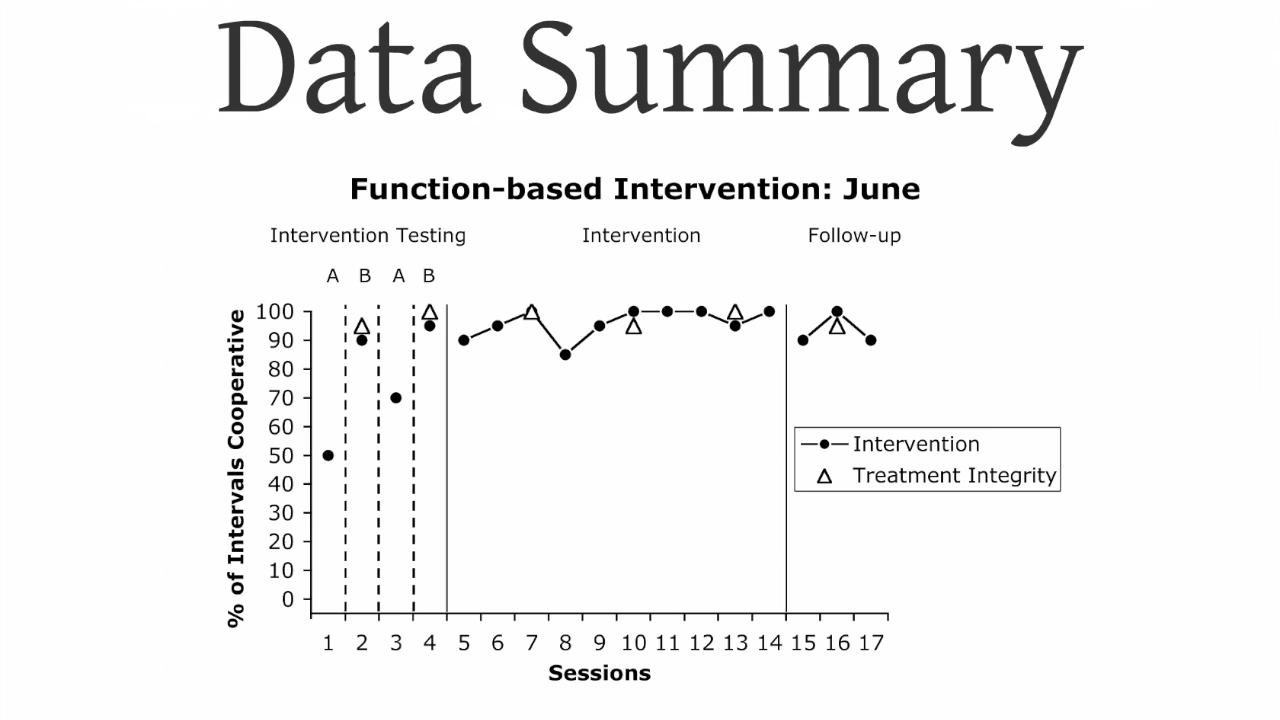 Data Summary
Function-based Intervention: June
Intervention Testing Intervention Follow-up
A B A B
% of Intervals Cooperative
100
90
80
70
60
50
40
30
20
10
0
Intervention
Treatment Integrity
1 2 3 4 5 6 7 8 9 10 11 12 13 14 15 16 17
Sessions